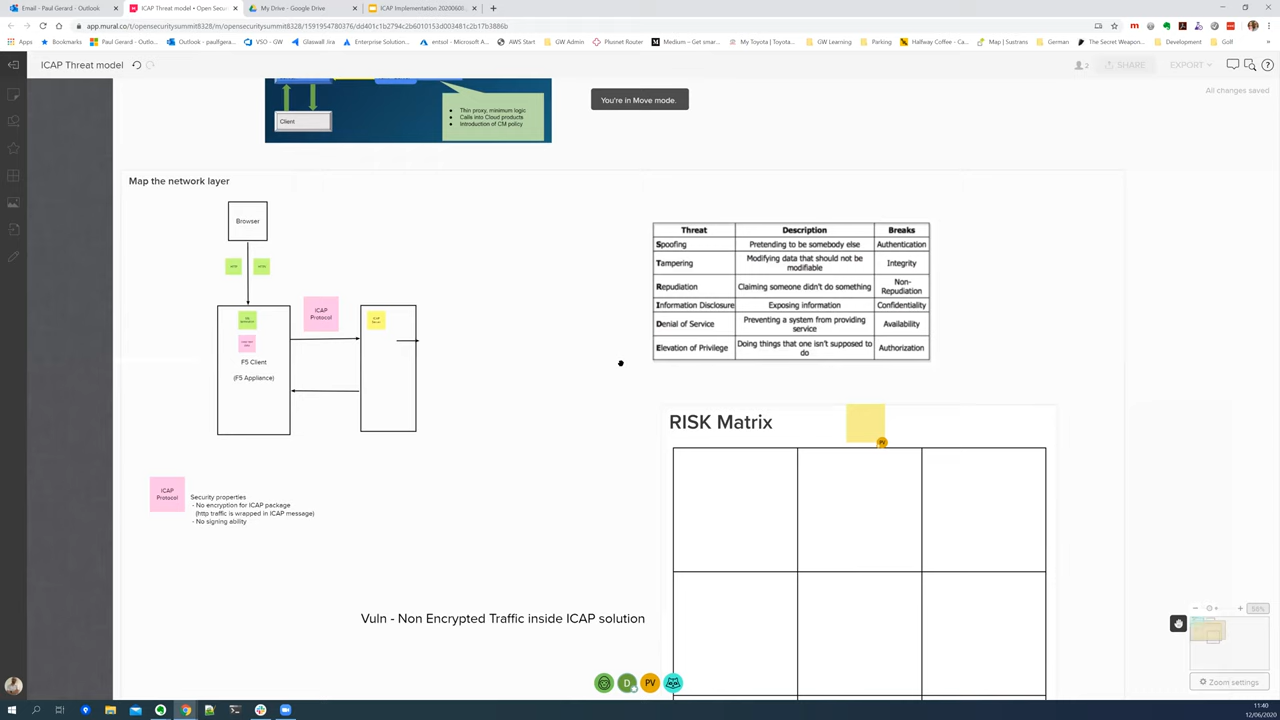 Email - Paul Gerard - Outlook
ICAP Threat model • Open Secu
My Drive - Google Drive
ICAP Implementation 20200601
app.mural.co/t/opensecuritysummit8328/m/opensecuritysummit8328/1591954780376/dd401c1b2794c2b60210153d003481c2b17b3886
Apps
Bookmarks
Paul Gerard - Outlo...
Outlook - paulgera...
VSO - GW
Glaswall Jira
Enterprise Solution...
entsol - Microsoft A...
AWS Start
GW Admin
Plusnet Router
Medium – Get smar...
My Toyota | Toyota...
GW Learning
Parking
Halfway Coffee - Ca...
Map | Sustrans
German
The Secret Weapon...
Development
Golf
ICAP Threat model
2
SHARE
EXPORT
All changes saved
You're in Move mode.
Client
Thin proxy, minimum logic
Calls into Cloud products
Introduction of CM policy
Map the network layer
Browser
ICAP
Protocol
F5 Client
(F5 Appliance)
Threat Description Breaks
Spoofing Pretending to be somebody else Authentication
Tampering Modifying data that should not be modifiable Integrity
Repudiation Claiming someone didn't do something Non-Repudiation
Information Disclosure Exposing information Confidentiality
Denial of Service Preventing a system from providing service Availability
Elevation of Privilege Doing things that one isn't supposed to do Authorization
RISK Matrix
PV
ICAP
Protocol
Security properties
- No encryption for ICAP package
(http traffic is wrapped in ICAP message)
- No signing ability
Vuln - Non Encrypted Traffic inside ICAP solution
D
PV
50%
Zoom settings
11:40
12/06/2020